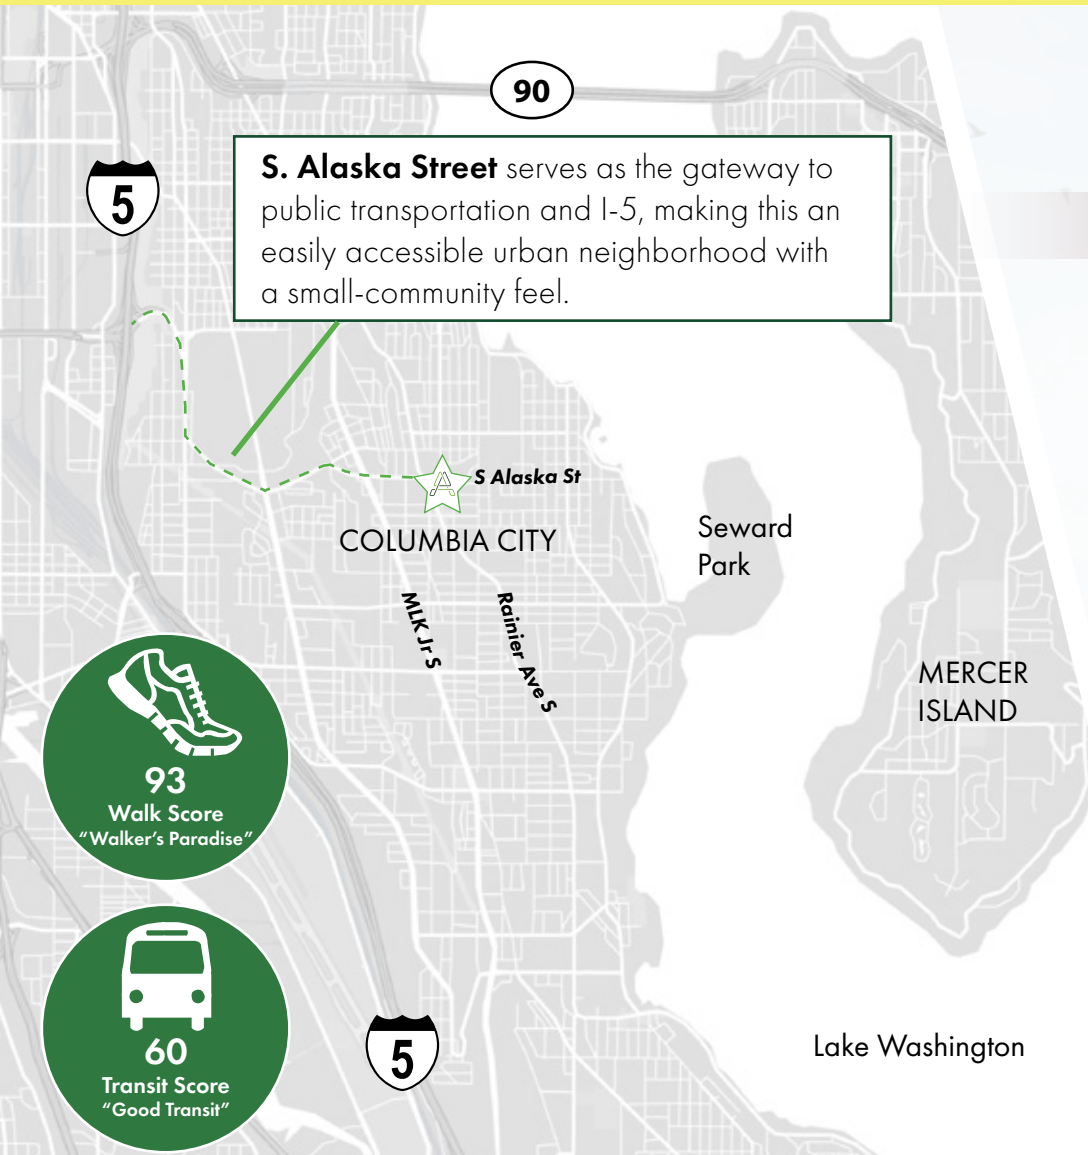 90
5
S. Alaska Street serves as the gateway to
public transportation and I-5, making this an
easily accessible urban neighborhood with
a small-community feel.
A
S Alaska St
COLUMBIA CITY
Seward
Park
MLK Jr S
Rainier Ave S
MERCER
ISLAND
93
Walk Score
“Walker’s Paradise”
60
Transit Score
“Good Transit”
5
Lake Washington